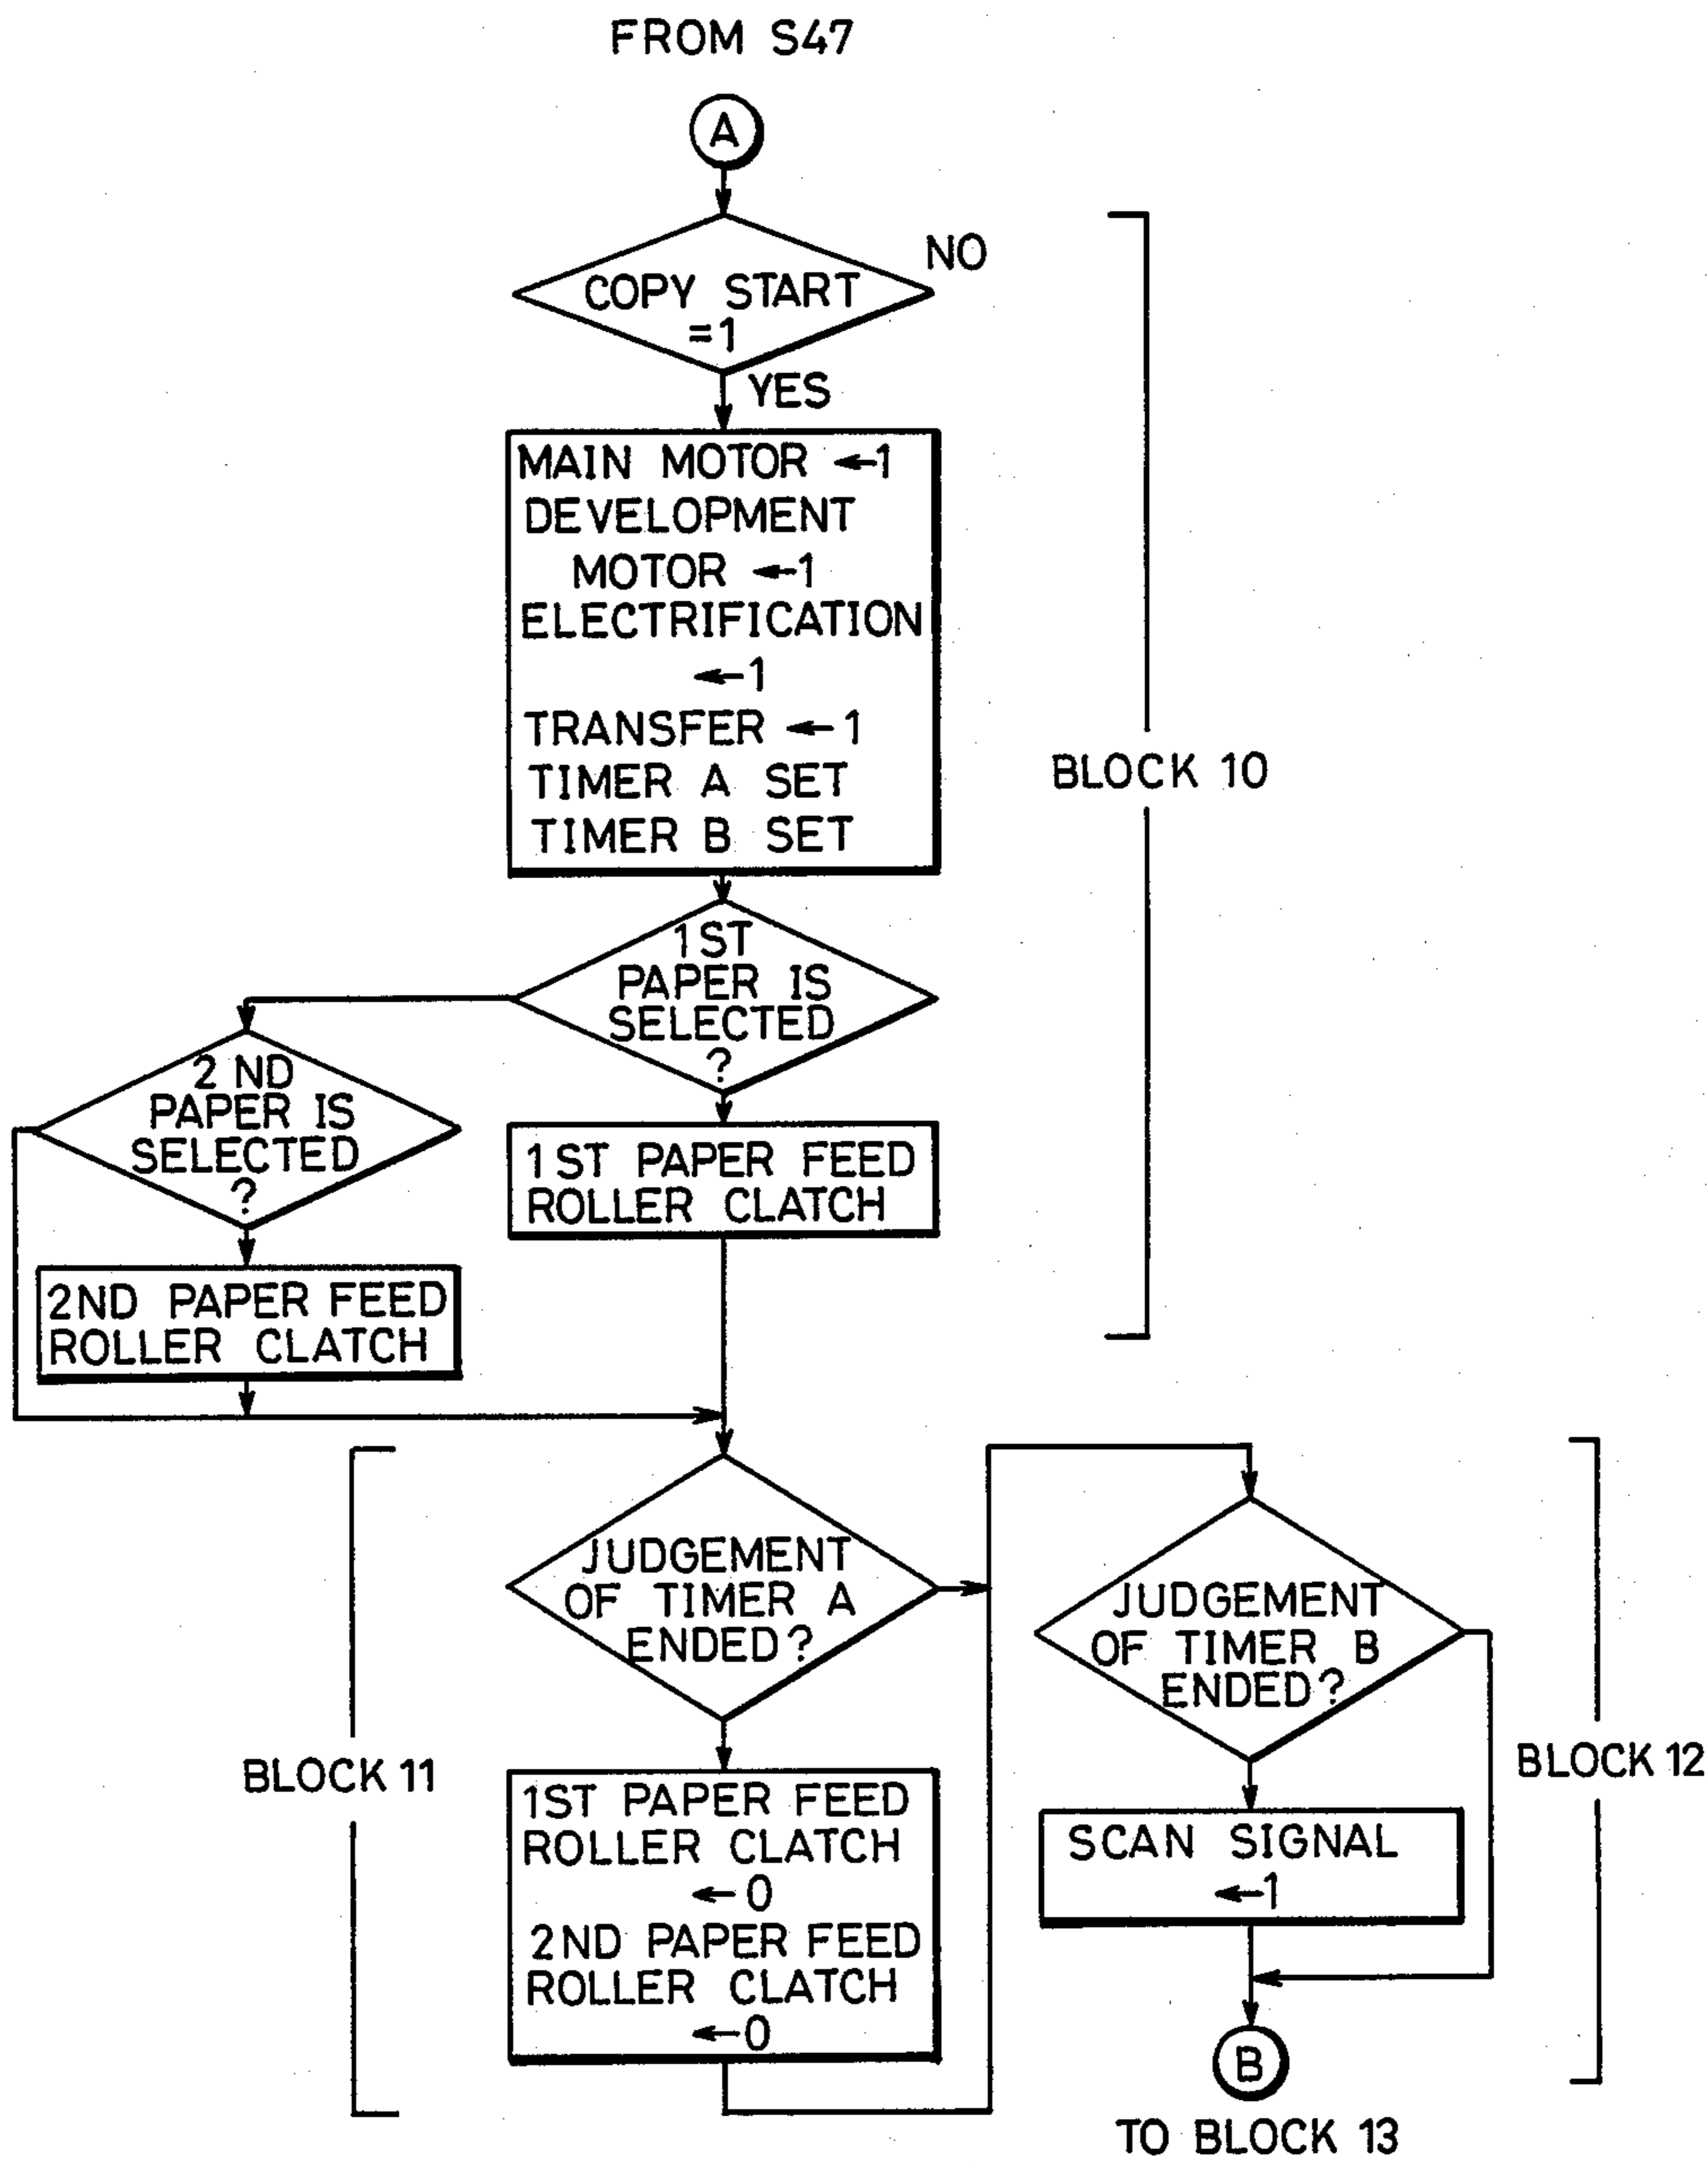 FROM S47
A
COPY START
=1
NO
YES
MAIN MOTOR ←1
DEVELOPMENT
MOTOR ←1
ELECTRIFICATION
←1
TRANSFER ←1
TIMER A SET
TIMER B SET
BLOCK 10
1ST
PAPER IS
SELECTED
?
2 ND
PAPER IS
SELECTED
?
1ST PAPER FEED
ROLLER CLATCH
2ND PAPER FEED
ROLLER CLATCH
JUDGEMENT
OF TIMER A
ENDED?
BLOCK 11
1ST PAPER FEED
ROLLER CLATCH
←0
2ND PAPER FEED
ROLLER CLATCH
←0
JUDGEMENT
OF TIMER B
ENDED?
BLOCK 12
SCAN SIGNAL
←1
B
TO BLOCK 13